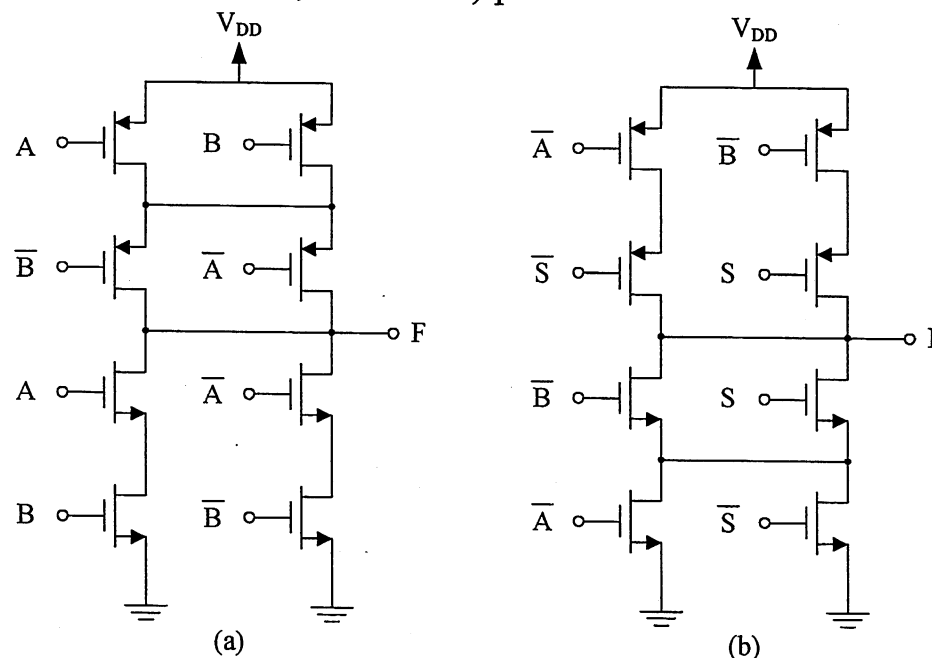 V_DD V_DD
A B A̅ B̅
B̅ A̅ S̅ S
F
A A̅ B̅ S
B B̅ A̅ S̅
(a) (b)